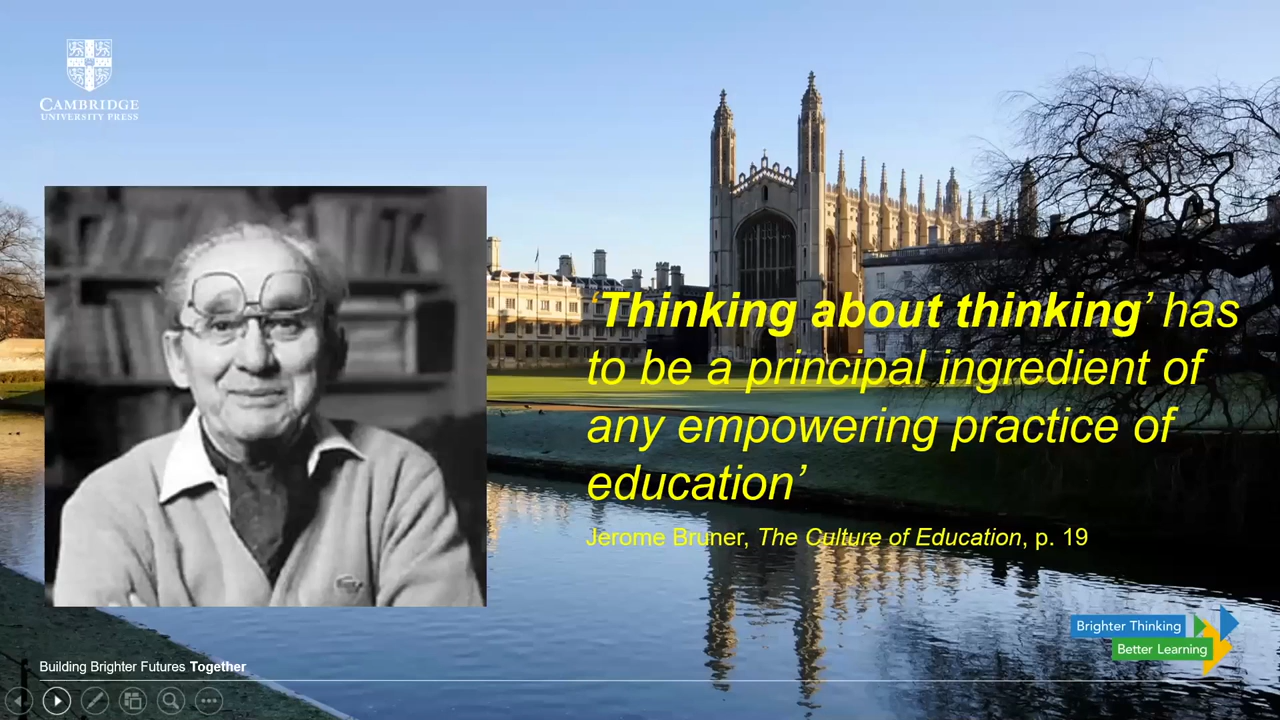 CAMBRIDGE
UNIVERSITY PRESS
‘Thinking about thinking’ has
to be a principal ingredient of
any empowering practice of
education’
Jerome Bruner, The Culture of Education, p. 19
Brighter Thinking
Better Learning
Building Brighter Futures Together